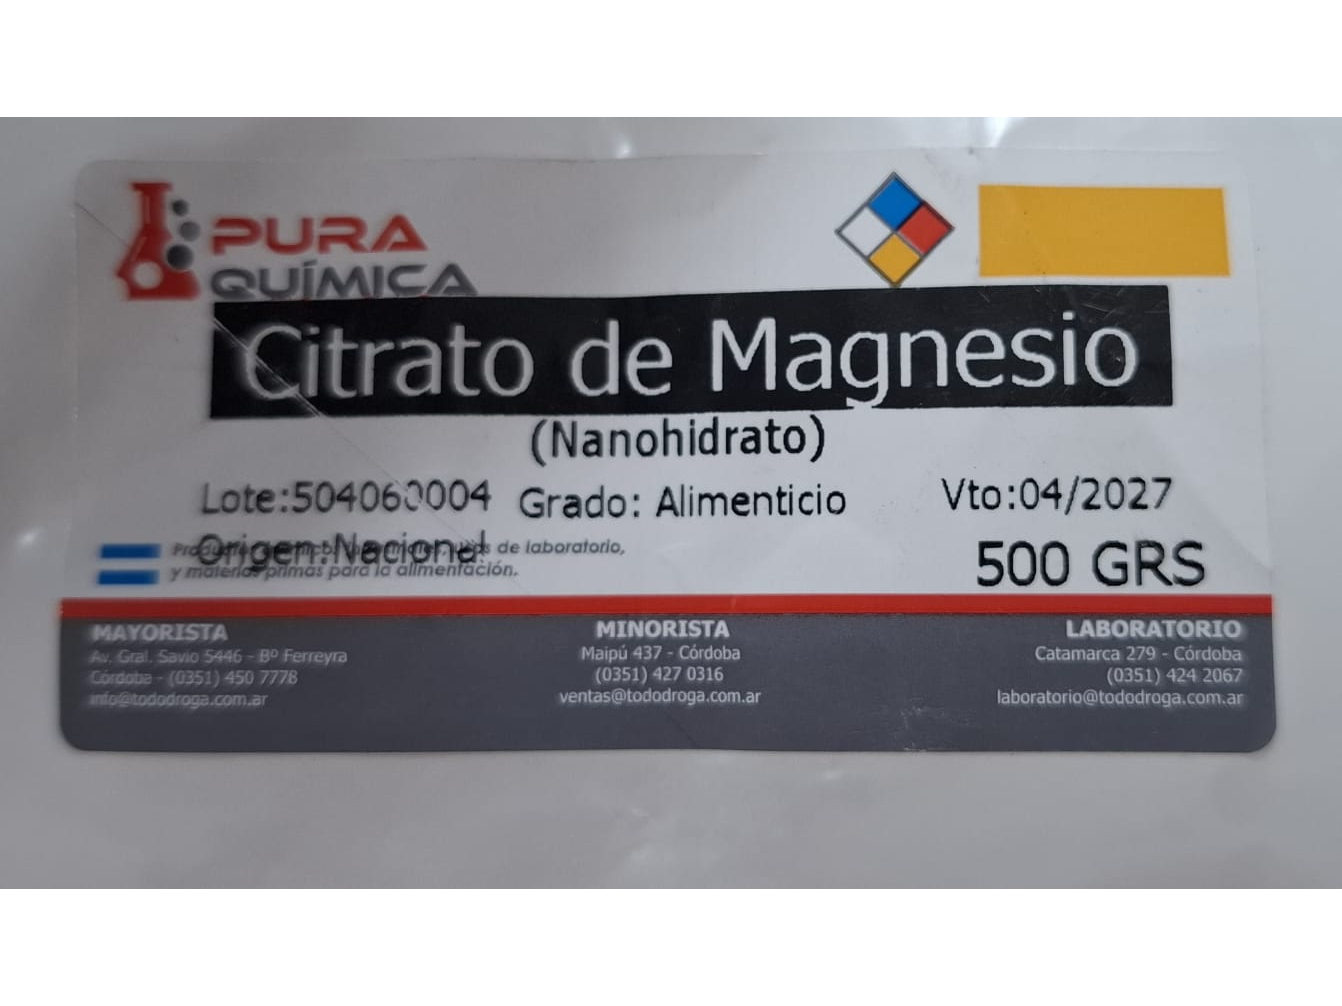 PURA
QUÍMICA
Citrato de Magnesio
(Nanohidrato)
Lote:504060004 Grado: Alimenticio Vto:04/2027
Origen:Nacional 500 GRS
de laboratorio,
y materias primas para la alimentación.
MAYORISTA
Av. Gral. Savio 5446 - Bº Ferreyra
Córdoba - (0351) 450 7778
info@tododroga.com.ar
MINORISTA
Maipú 437 - Córdoba
(0351) 427 0316
ventas@tododroga.com.ar
LABORATORIO
Catamarca 279 - Córdoba
(0351) 424 2067
laboratorio@tododroga.com.ar